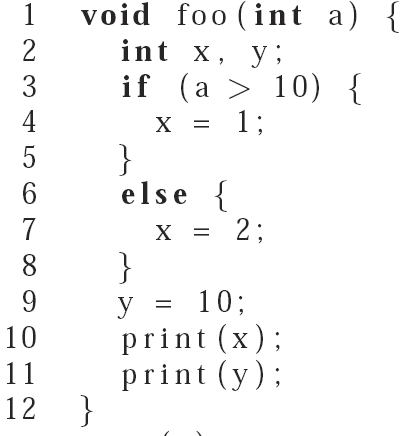 1 void foo(int a) {
2 int x, y;
3 if (a > 10) {
4 x = 1;
5 }
6 else {
7 x = 2;
8 }
9 y = 10;
10 print(x);
11 print(y);
12 }